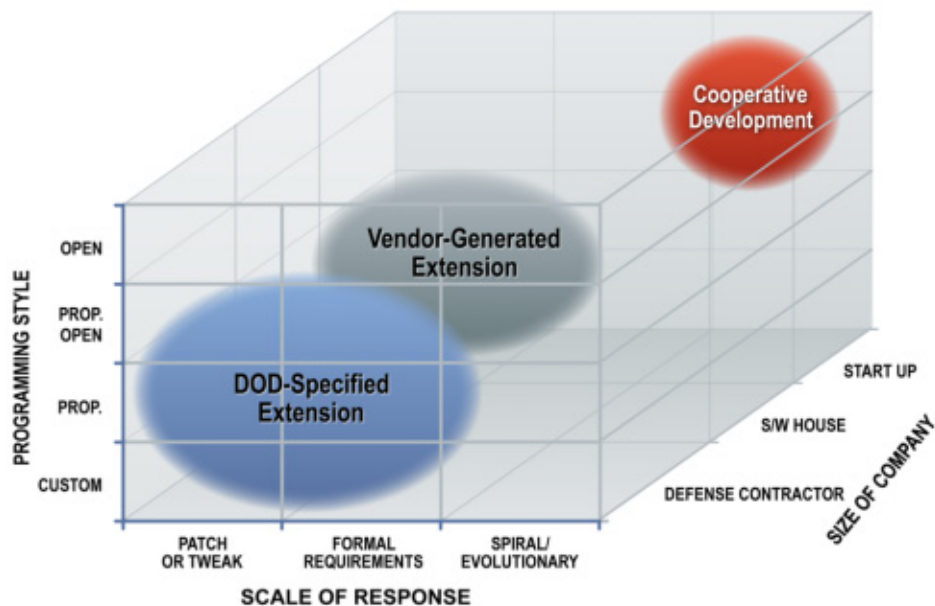 Cooperative
Development
Vendor-Generated
Extension
DOD-Specified
Extension
PROGRAMMING STYLE
OPEN
PROP.
OPEN
PROP.
CUSTOM
PATCH
OR TWEAK
FORMAL
REQUIREMENTS
SPIRAL/
EVOLUTIONARY
SCALE OF RESPONSE
START UP
S/W HOUSE
DEFENSE CONTRACTOR
SIZE OF COMPANY